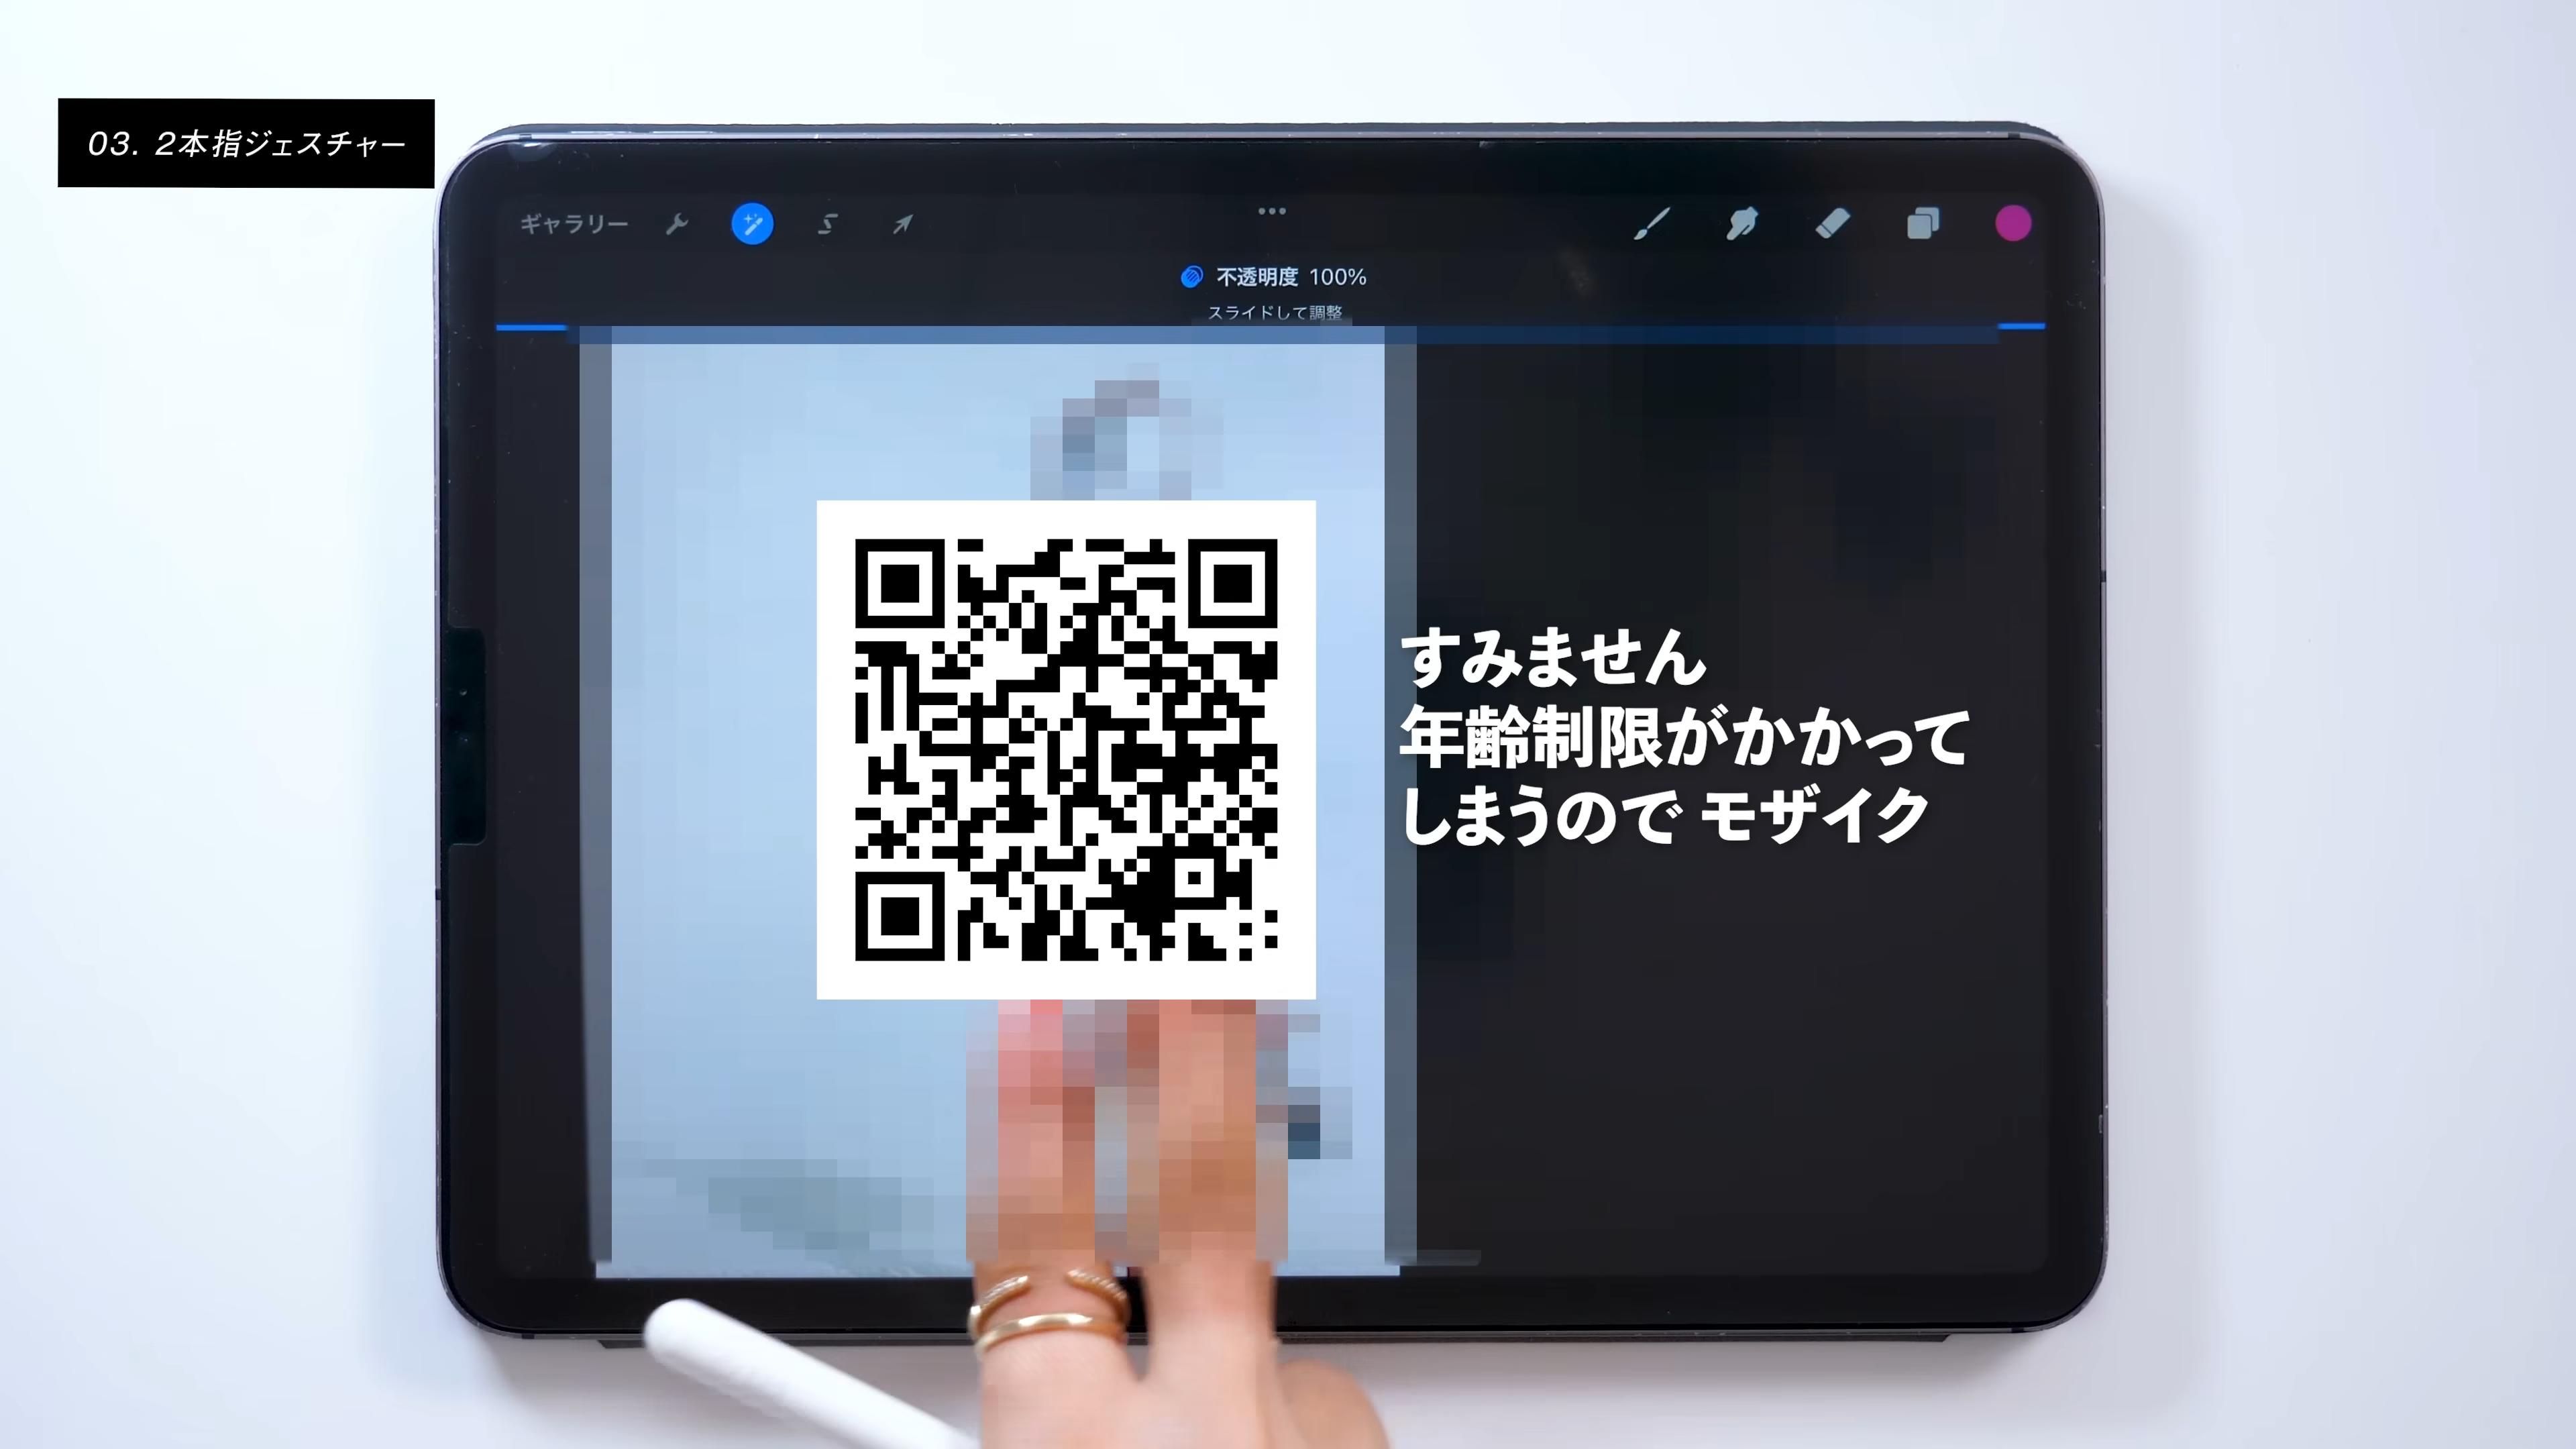 03. 2本指ジェスチャー
ギャラリー
不透明度 100%
スライドして調整
すみません
年齢制限がかかって
しまうので モザイク